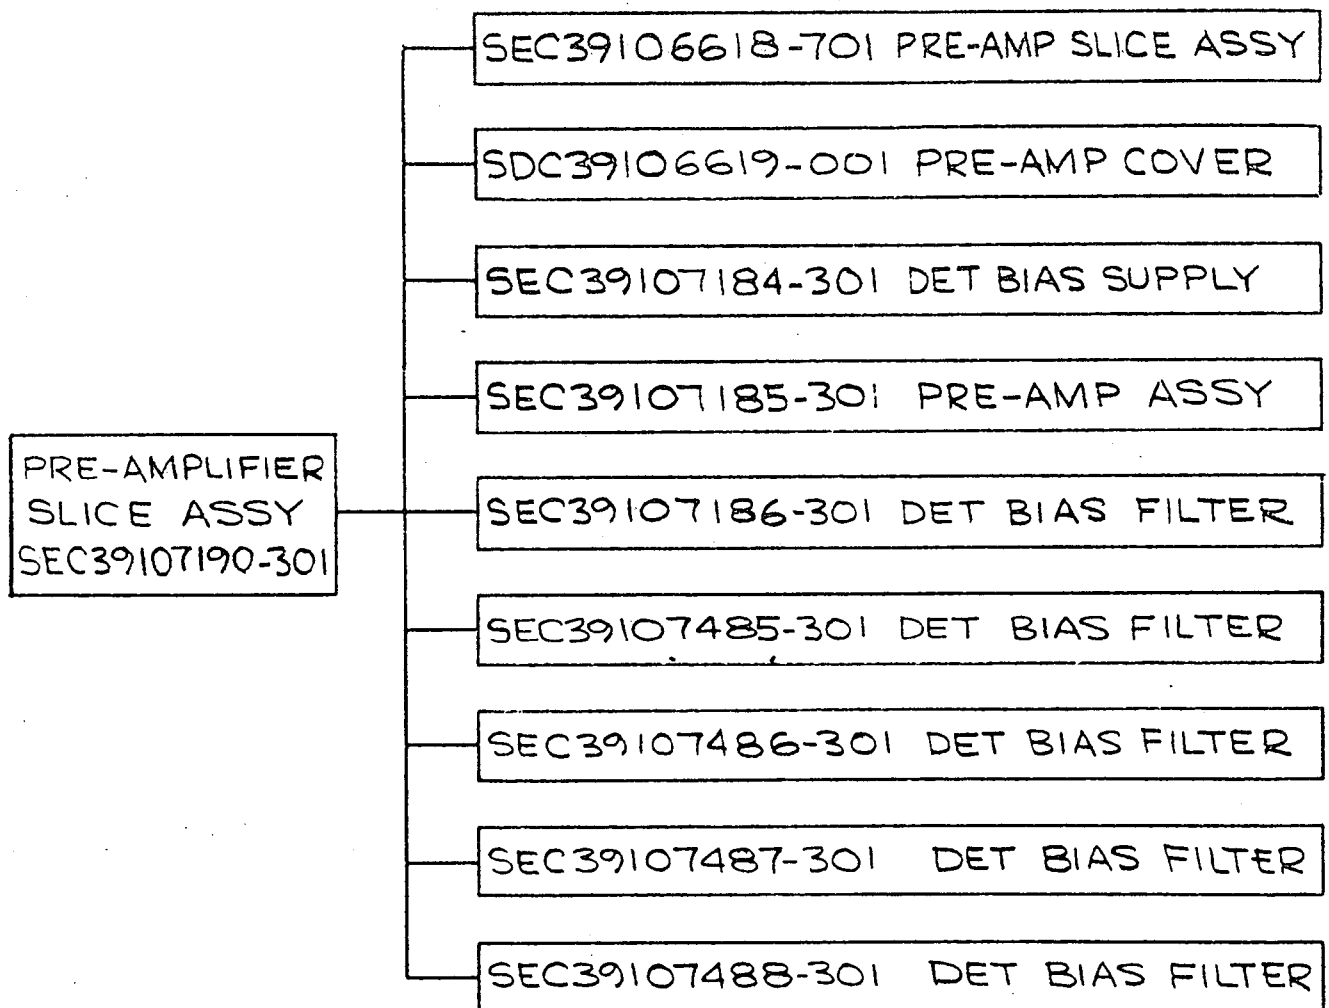 SEC39106618-701 PRE-AMP SLICE ASSY
SDC39106619-001 PRE-AMP COVER
SEC39107184-301 DET BIAS SUPPLY
SEC39107185-301 PRE-AMP ASSY
PRE-AMPLIFIER
SLICE ASSY
SEC39107190-301
SEC39107186-301 DET BIAS FILTER
SEC39107485-301 DET BIAS FILTER
SEC39107486-301 DET BIAS FILTER
SEC39107487-301 DET BIAS FILTER
SEC39107488-301 DET BIAS FILTER